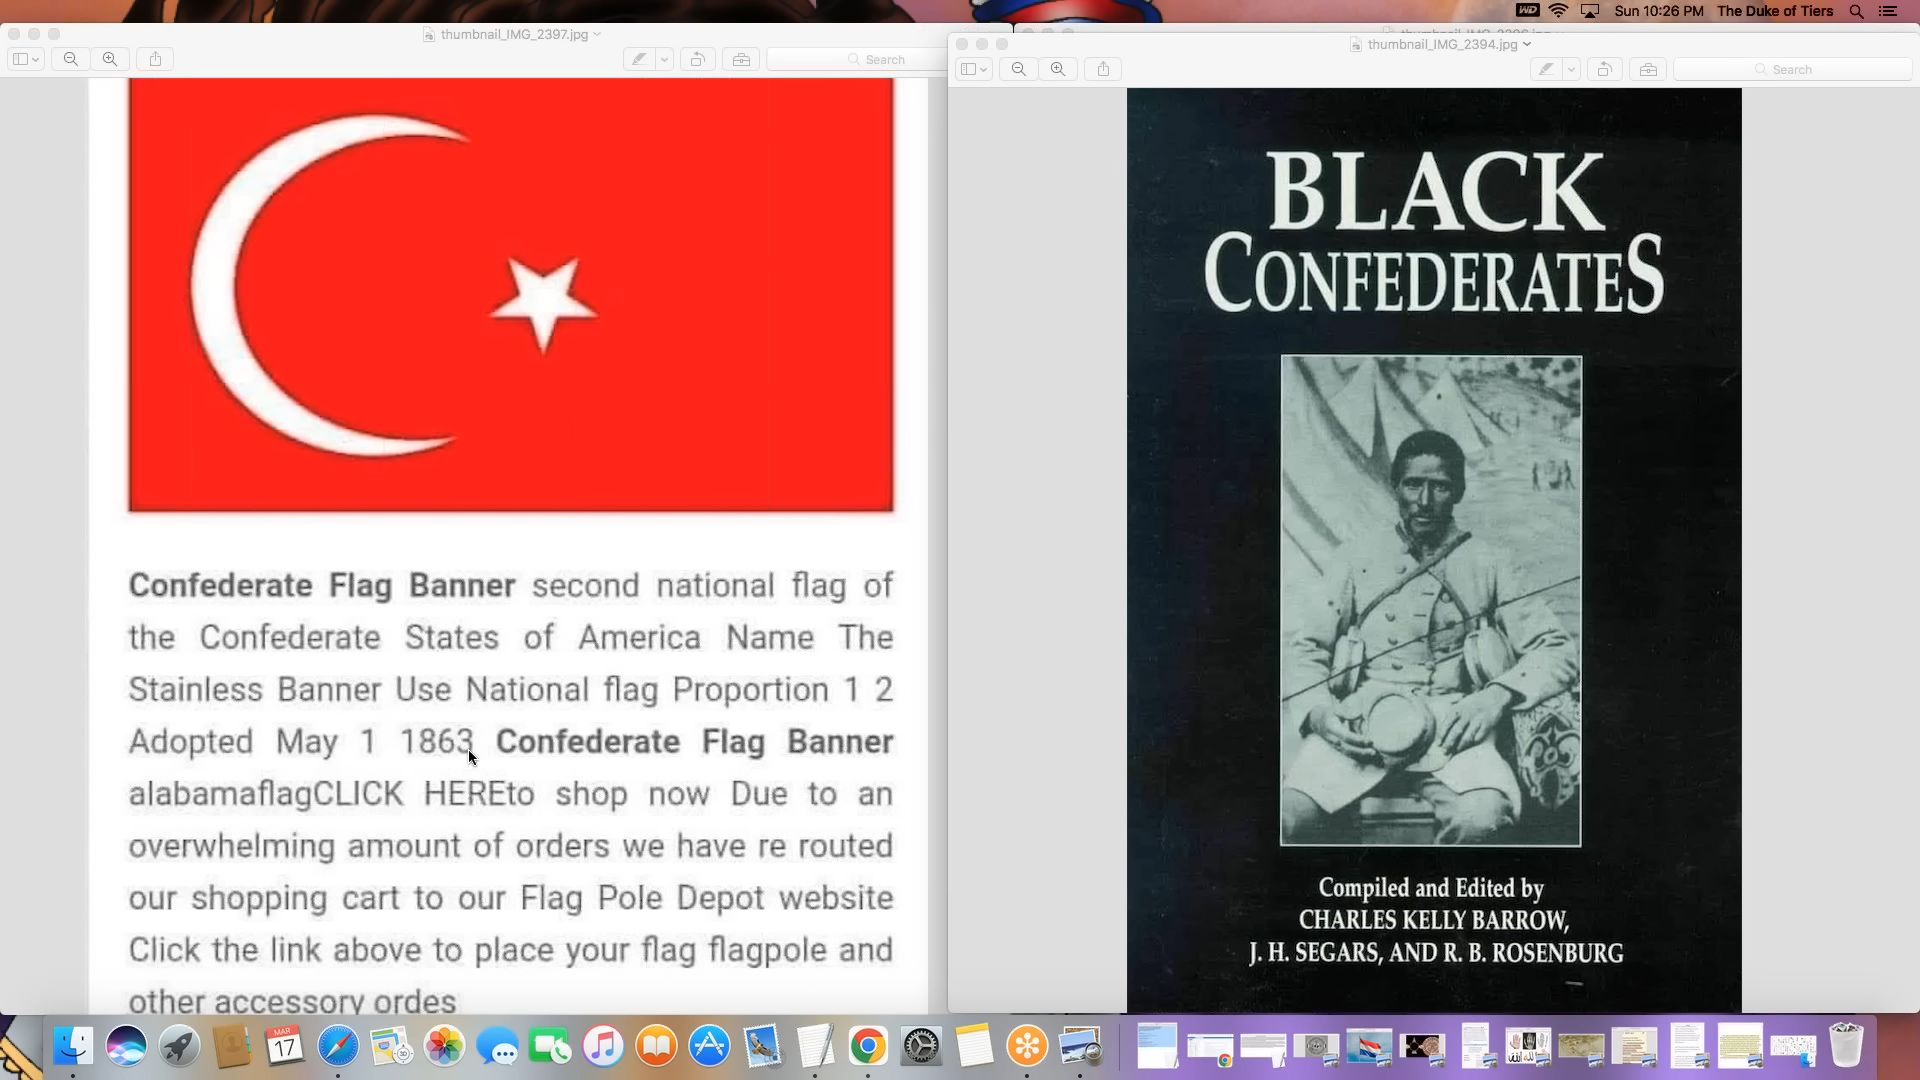 Sun 10:26 PM The Duke of Tiers
thumbnail_IMG_2397.jpg
Search
thumbnail_IMG_2394.jpg
Search
Confederate Flag Banner second national flag of
the Confederate States of America Name The
Stainless Banner Use National flag Proportion 1 2
Adopted May 1 1863 Confederate Flag Banner
alabamaflagCLICK HEREto shop now Due to an
overwhelming amount of orders we have re routed
our shopping cart to our Flag Pole Depot website
Click the link above to place your flag flagpole and
other accessory ordes
BLACK
CONFEDERATES
Compiled and Edited by
CHARLES KELLY BARROW,
J. H. SEGARS, AND R. B. ROSENBURG
MAR
17